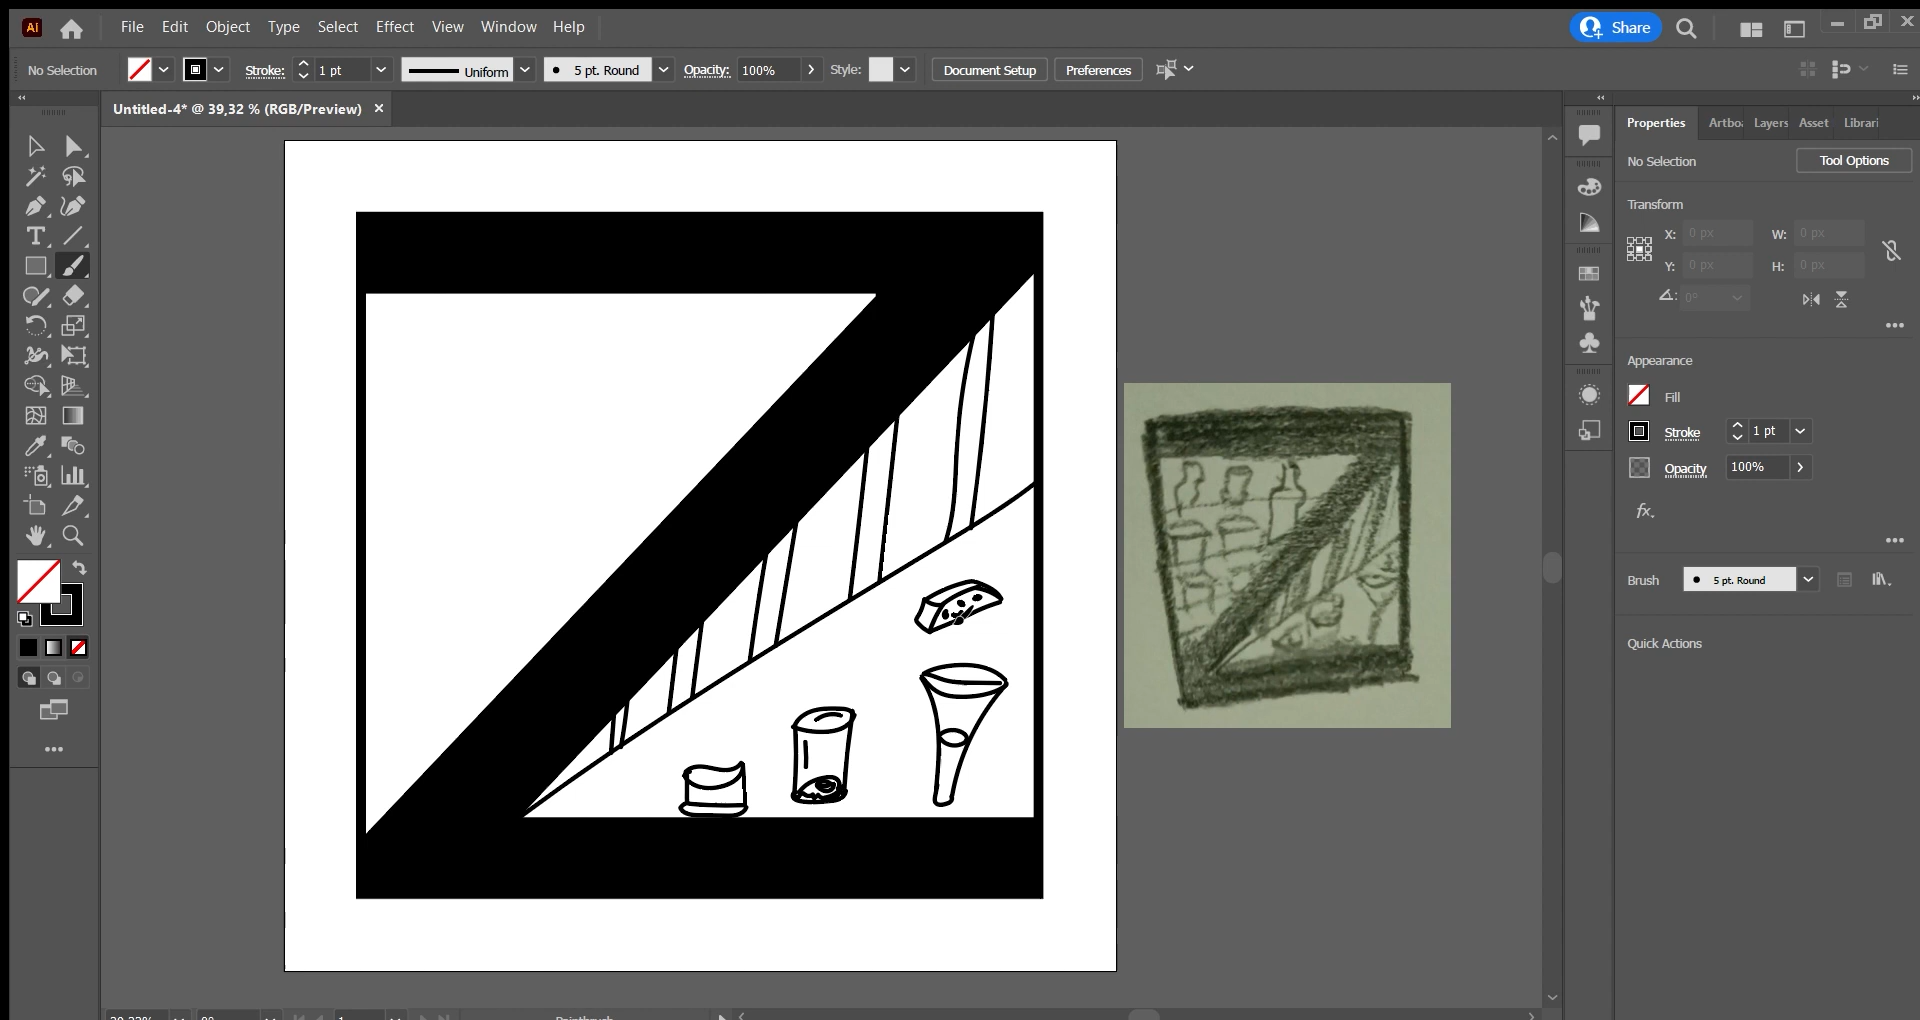 Ai File Edit Object Type Select Effect View Window Help Share
No Selection Stroke: 1 pt Uniform 5 pt. Round Opacity: 100% Style: Document Setup Preferences
Untitled-4* @ 39,32 % (RGB/Preview)
Properties Artbo Layers Asset Librari
No Selection Tool Options
Transform
X: 0 px W: 0 px
Y: 0 px H: 0 px
0°
Appearance
Fill
Stroke 1 pt
Opacity 100%
fx.
Brush 5 pt. Round
Quick Actions